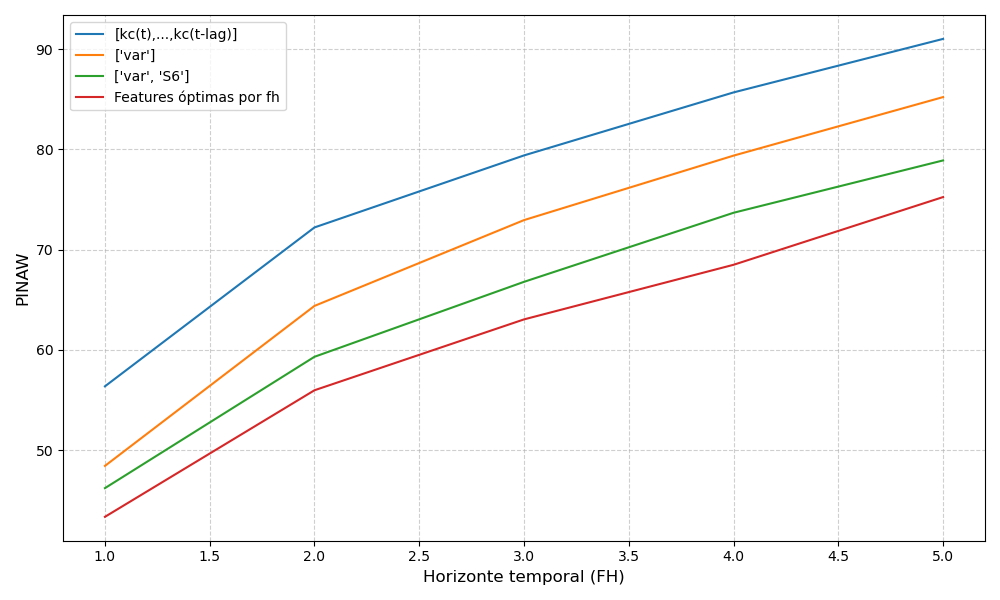 [kc(t),...,kc(t-lag)]
['var']
['var', 'S6']
Features óptimas por fh
90
80
70
60
50
PINAW
1.0 1.5 2.0 2.5 3.0 3.5 4.0 4.5 5.0
Horizonte temporal (FH)